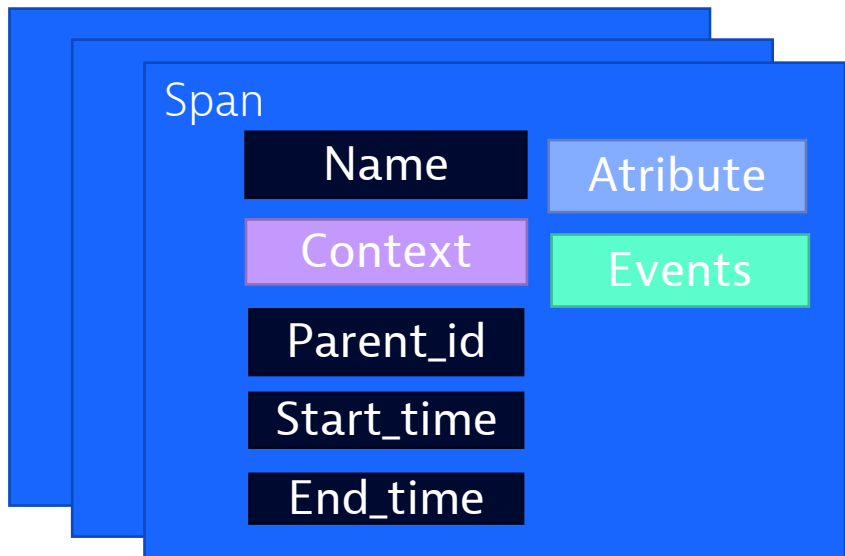 Span
Name
Context
Parent_id
Start_time
End_time
Atribute
Events